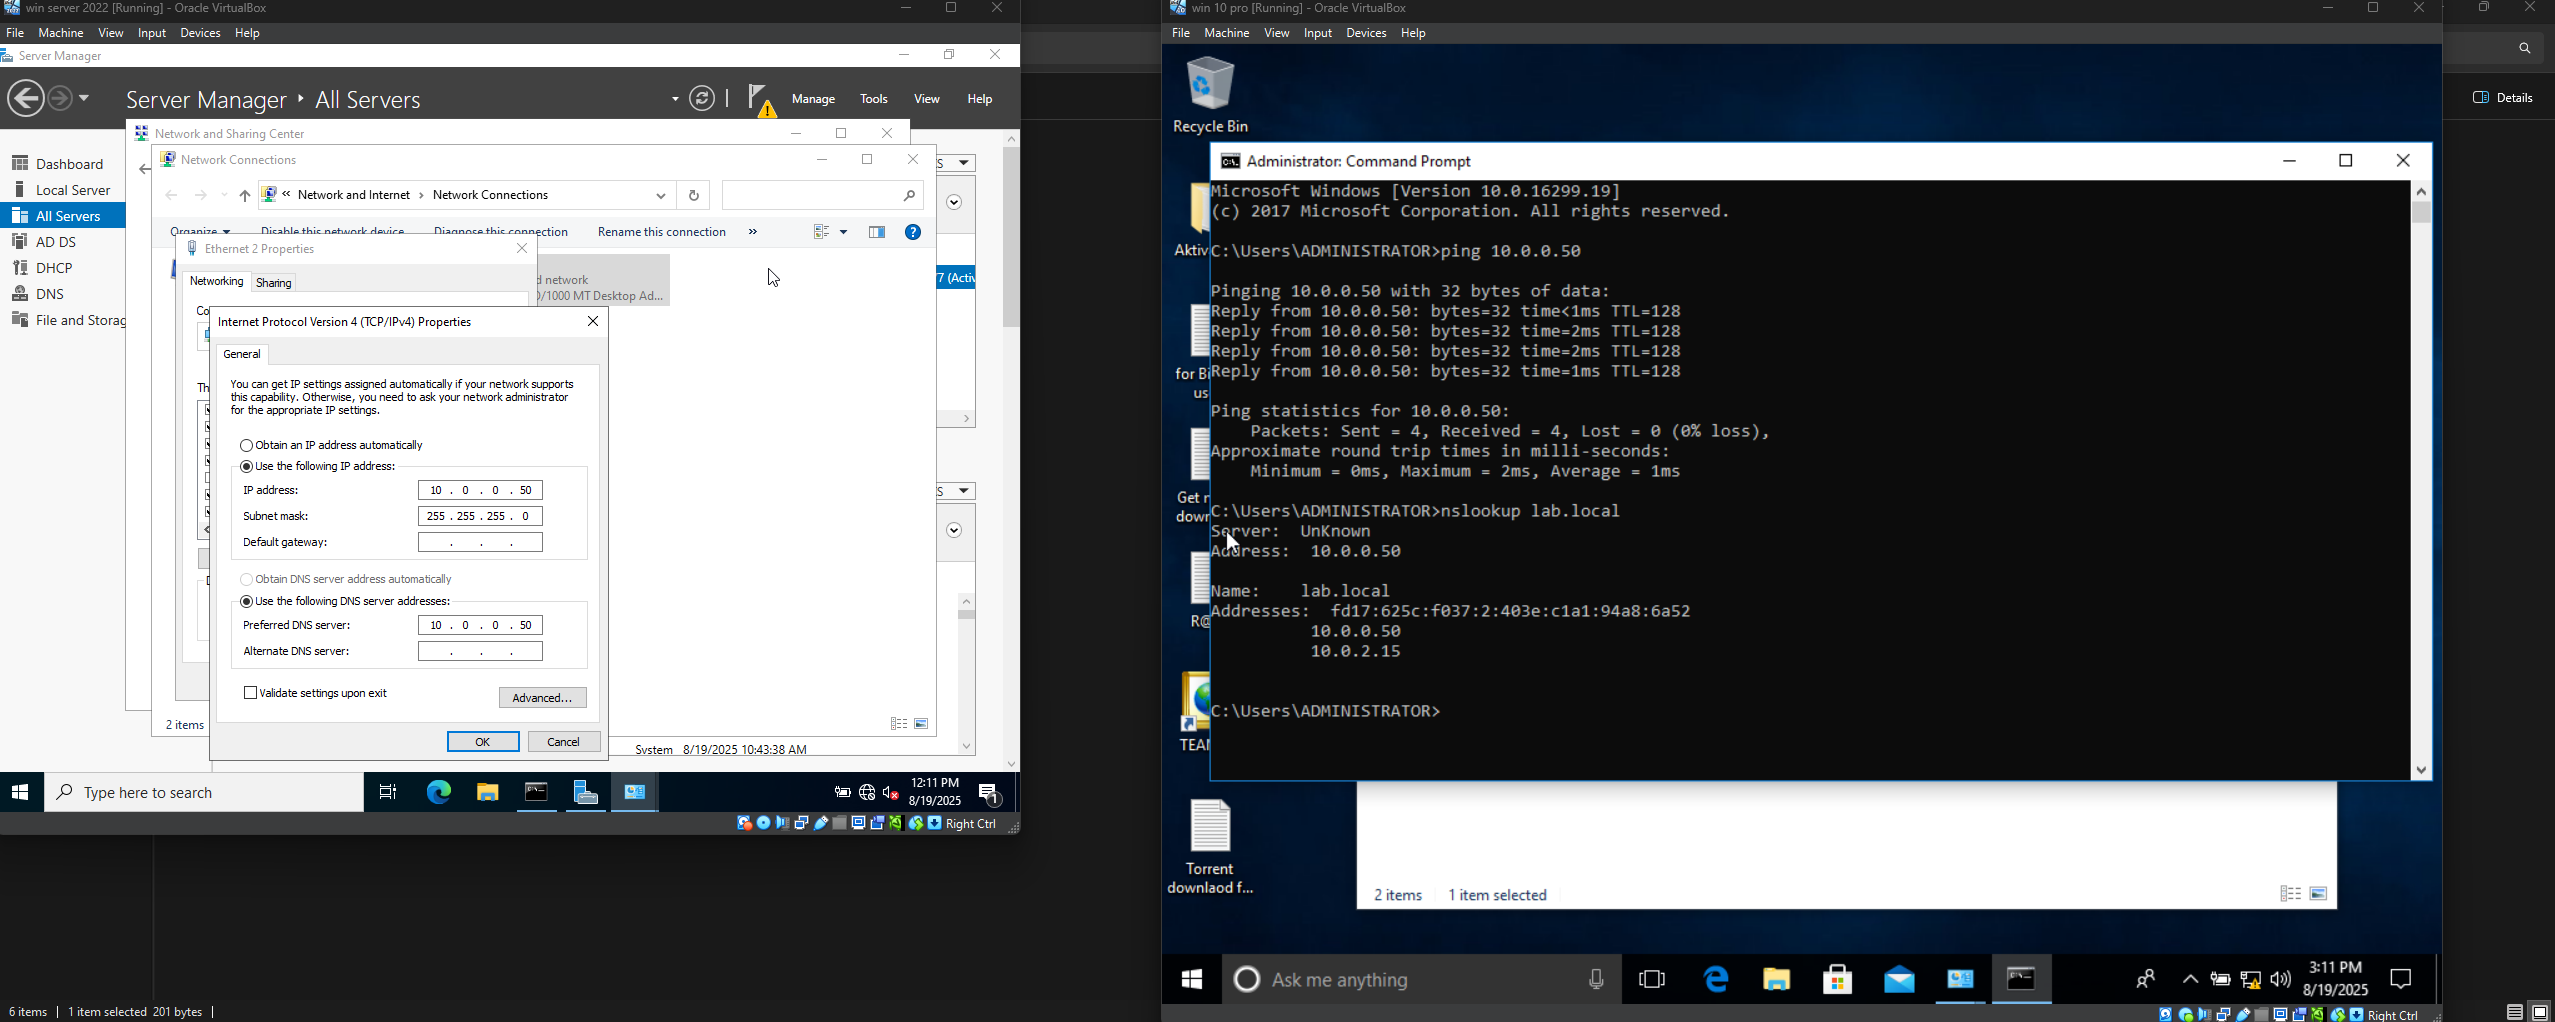 win server 2022 [Running] - Oracle VirtualBox
File Machine View Input Devices Help
Server Manager
Server Manager ‣ All Servers
Manage Tools View Help
Dashboard
Local Server
All Servers
AD DS
DHCP
DNS
File and Storag
Network and Sharing Center
Network Connections
« Network and Internet › Network Connections
Organize Disable this network device Diagnose this connection Rename this connection »
Ethernet 2 Properties
Networking Sharing
d network
0/1000 MT Desktop Ad...
7 (Activ
Co
Th
Internet Protocol Version 4 (TCP/IPv4) Properties
General
You can get IP settings assigned automatically if your network supports
this capability. Otherwise, you need to ask your network administrator
for the appropriate IP settings.
Obtain an IP address automatically
Use the following IP address:
IP address: 10 . 0 . 0 . 50
Subnet mask: 255 . 255 . 255 . 0
Default gateway: . . .
Obtain DNS server address automatically
Use the following DNS server addresses:
Preferred DNS server: 10 . 0 . 0 . 50
Alternate DNS server: . . .
Validate settings upon exit
Advanced...
OK Cancel
2 items
System 8/19/2025 10:43:38 AM
Type here to search
12:11 PM
8/19/2025
1
Right Ctrl
6 items 1 item selected 201 bytes
win 10 pro [Running] - Oracle VirtualBox
File Machine View Input Devices Help
Details
Recycle Bin
Aktiv
for Bi
us
Get n
down
R@
TEAM
Torrent
downlaod f...
Administrator: Command Prompt
Microsoft Windows [Version 10.0.16299.19]
(c) 2017 Microsoft Corporation. All rights reserved.
C:\Users\ADMINISTRATOR>ping 10.0.0.50
Pinging 10.0.0.50 with 32 bytes of data:
Reply from 10.0.0.50: bytes=32 time<1ms TTL=128
Reply from 10.0.0.50: bytes=32 time=2ms TTL=128
Reply from 10.0.0.50: bytes=32 time=2ms TTL=128
Reply from 10.0.0.50: bytes=32 time=1ms TTL=128
Ping statistics for 10.0.0.50:
Packets: Sent = 4, Received = 4, Lost = 0 (0% loss),
Approximate round trip times in milli-seconds:
Minimum = 0ms, Maximum = 2ms, Average = 1ms
C:\Users\ADMINISTRATOR>nslookup lab.local
Server: UnKnown
Address: 10.0.0.50
Name: lab.local
Addresses: fd17:625c:f037:2:403e:c1a1:94a8:6a52
10.0.0.50
10.0.2.15
C:\Users\ADMINISTRATOR>
2 items 1 item selected
Ask me anything
3:11 PM
8/19/2025
Right Ctrl